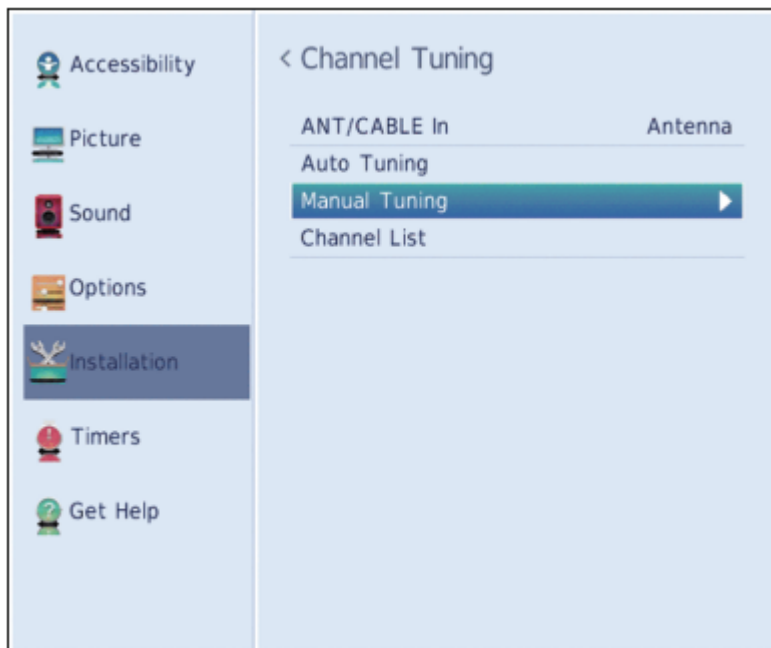 Accessibility
Picture
Sound
Options
Installation
Timers
Get Help
< Channel Tuning
ANT/CABLE In Antenna
Auto Tuning
Manual Tuning
Channel List